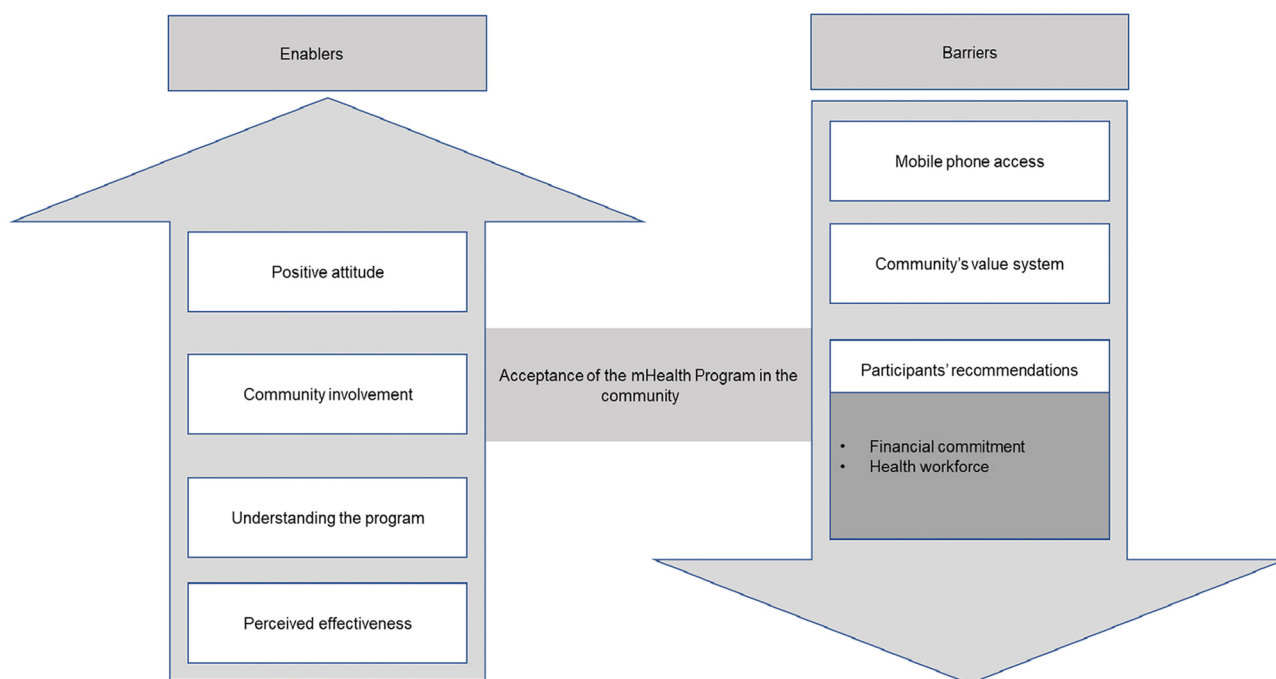 Enablers
Barriers
Mobile phone access
Positive attitude
Community's value system
Acceptance of the mHealth Program in the
community
Participants' recommendations
Community involvement
• Financial commitment
• Health workforce
Understanding the program
Perceived effectiveness